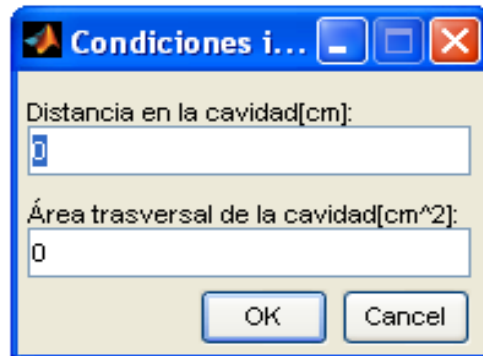 Condiciones i...
Distancia en la cavidad[cm]:
0
Área trasversal de la cavidad[cm^2]:
0
OK Cancel